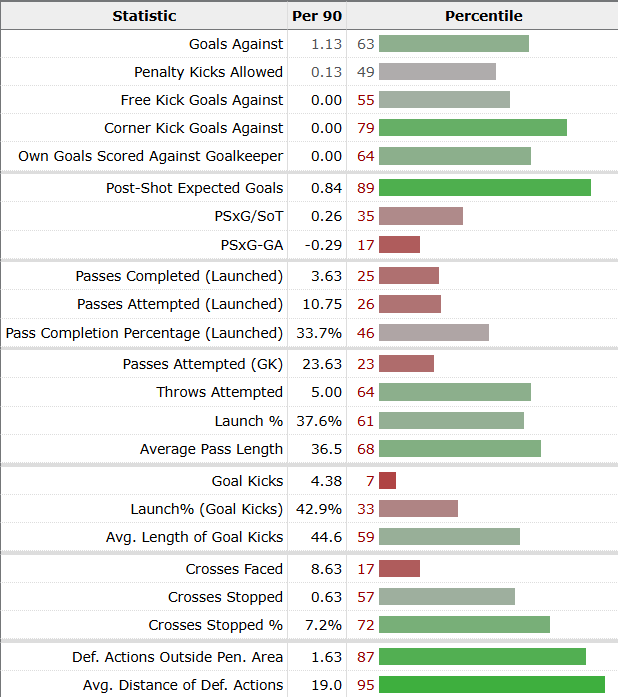 Statistic Per 90 Percentile
Goals Against 1.13 63
Penalty Kicks Allowed 0.13 49
Free Kick Goals Against 0.00 55
Corner Kick Goals Against 0.00 79
Own Goals Scored Against Goalkeeper 0.00 64
Post-Shot Expected Goals 0.84 89
PSxG/SoT 0.26 35
PSxG-GA -0.29 17
Passes Completed (Launched) 3.63 25
Passes Attempted (Launched) 10.75 26
Pass Completion Percentage (Launched) 33.7% 46
Passes Attempted (GK) 23.63 23
Throws Attempted 5.00 64
Launch % 37.6% 61
Average Pass Length 36.5 68
Goal Kicks 4.38 7
Launch% (Goal Kicks) 42.9% 33
Avg. Length of Goal Kicks 44.6 59
Crosses Faced 8.63 17
Crosses Stopped 0.63 57
Crosses Stopped % 7.2% 72
Def. Actions Outside Pen. Area 1.63 87
Avg. Distance of Def. Actions 19.0 95